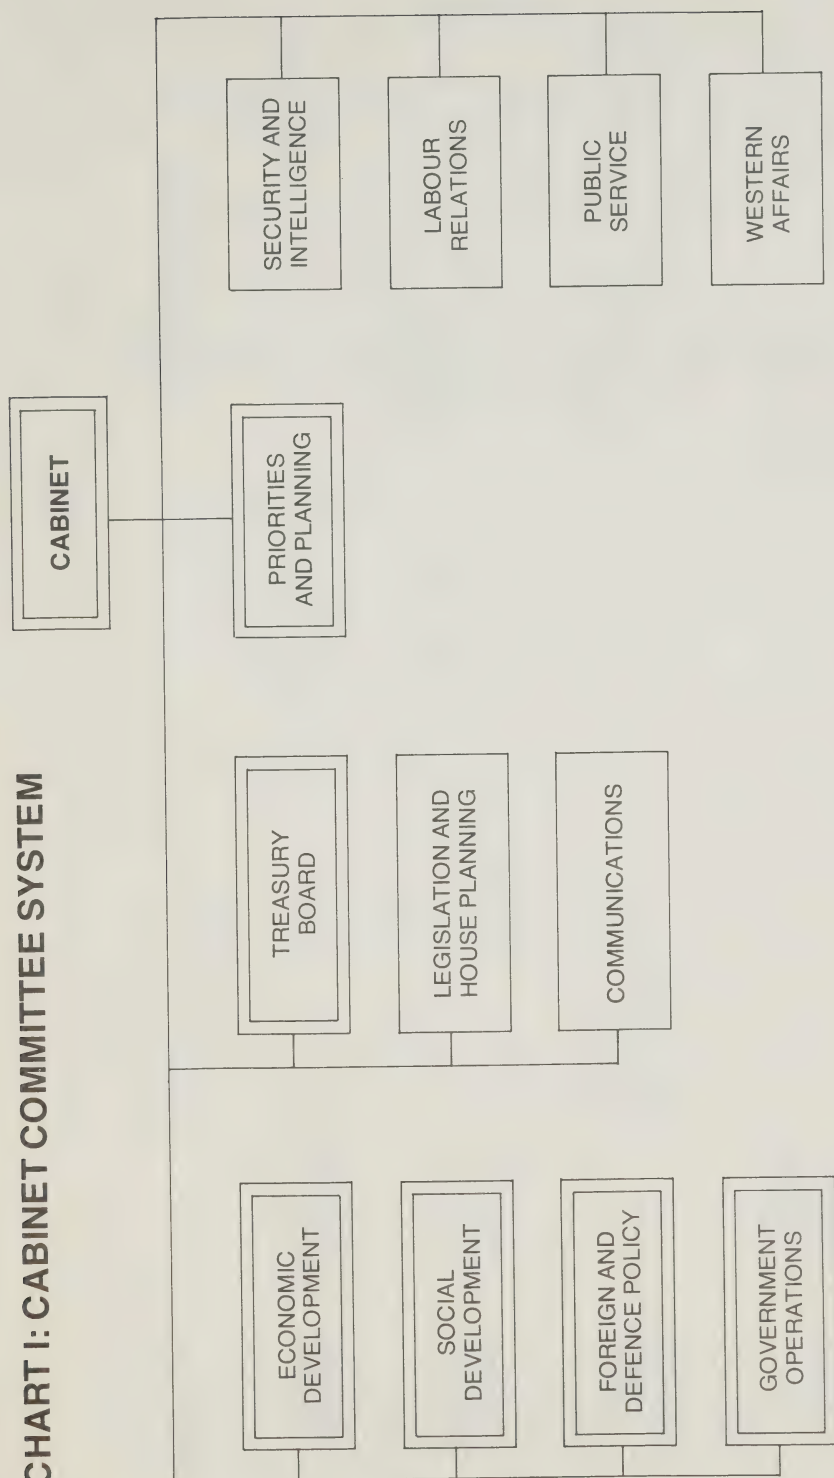 CHART I: CABINET COMMITTEE SYSTEM
CABINET
ECONOMIC
DEVELOPMENT
SOCIAL
DEVELOPMENT
FOREIGN AND
DEFENCE POLICY
GOVERNMENT
OPERATIONS
TREASURY
BOARD
LEGISLATION AND
HOUSE PLANNING
COMMUNICATIONS
PRIORITIES
AND PLANNING
SECURITY AND
INTELLIGENCE
LABOUR
RELATIONS
PUBLIC
SERVICE
WESTERN
AFFAIRS